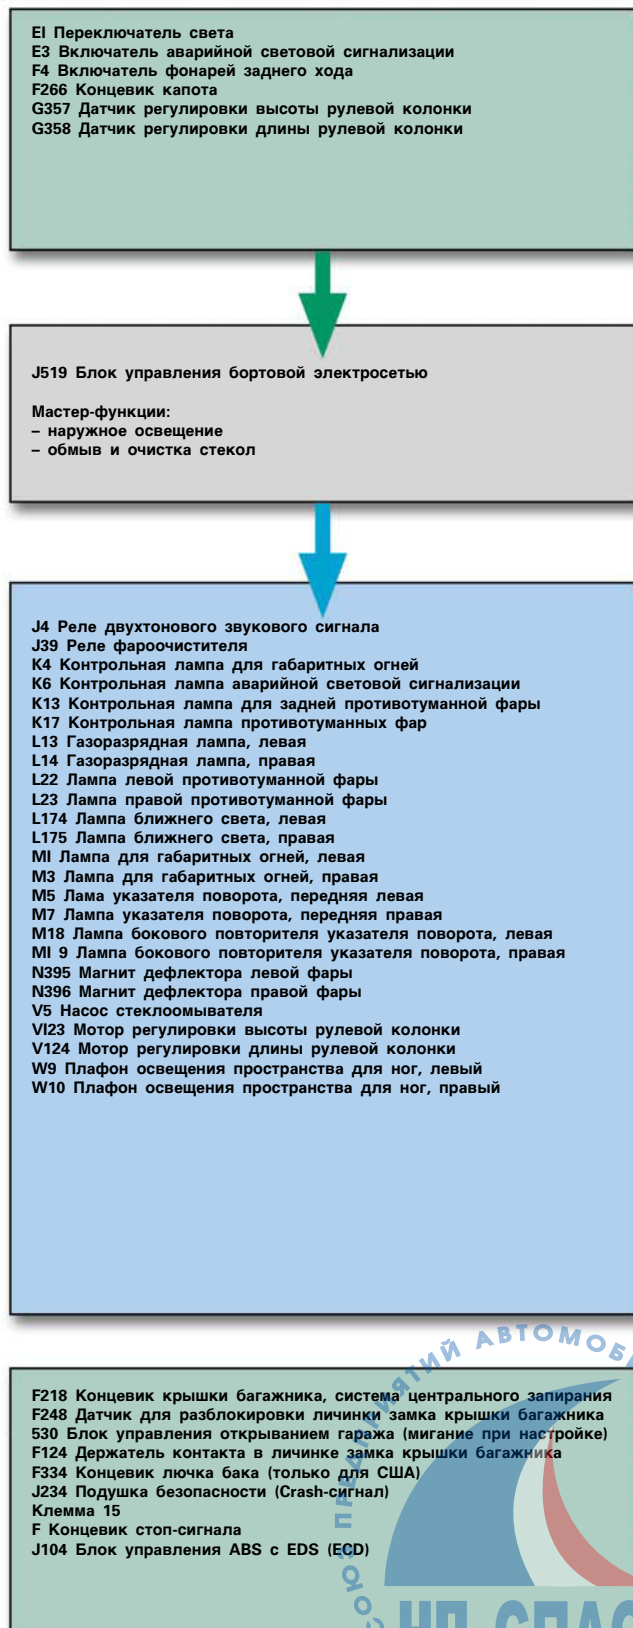 EI Переключатель света
E3 Включатель аварийной световой сигнализации
F4 Включатель фонарей заднего хода
F266 Концевик капота
G357 Датчик регулировки высоты рулевой колонки
G358 Датчик регулировки длины рулевой колонки
J519 Блок управления бортовой электросетью
Мастер-функции:
– наружное освещение
– обмыв и очистка стекол
J4 Реле двухтонового звукового сигнала
J39 Реле фароочистителя
K4 Контрольная лампа для габаритных огней
K6 Контрольная лампа аварийной световой сигнализации
K13 Контрольная лампа для задней противотуманной фары
K17 Контрольная лампа противотуманных фар
L13 Газоразрядная лампа, левая
L14 Газоразрядная лампа, правая
L22 Лампа левой противотуманной фары
L23 Лампа правой противотуманной фары
L174 Лампа ближнего света, левая
L175 Лампа ближнего света, правая
MI Лампа для габаритных огней, левая
M3 Лампа для габаритных огней, правая
M5 Лама указателя поворота, передняя левая
M7 Лампа указателя поворота, передняя правая
M18 Лампа бокового повторителя указателя поворота, левая
MI 9 Лампа бокового повторителя указателя поворота, правая
N395 Магнит дефлектора левой фары
N396 Магнит дефлектора правой фары
V5 Насос стеклоомывателя
VI23 Мотор регулировки высоты рулевой колонки
V124 Мотор регулировки длины рулевой колонки
W9 Плафон освещения пространства для ног, левый
W10 Плафон освещения пространства для ног, правый
F218 Концевик крышки багажника, система центрального запирания
F248 Датчик для разблокировки личинки замка крышки багажника
530 Блок управления открыванием гаража (мигание при настройке)
F124 Держатель контакта в личинке замка крышки багажника
F334 Концевик лючка бака (только для США)
J234 Подушка безопасности (Crash-сигнал)
Клемма 15
F Концевик стоп-сигнала
J104 Блок управления ABS с EDS (ECD)
СОЮЗ ПРЕДПРИЯТИЙ
НП